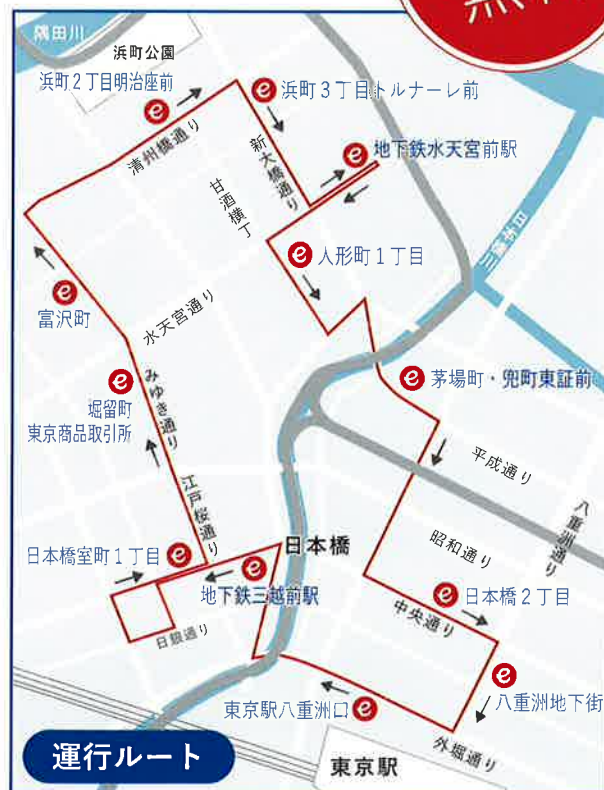 隅田川
浜町公園
浜町2丁目明治座前
浜町3丁目トルナーレ前
清州橋通り
新大橋通り
地下鉄水天宮前駅
甘酒横丁
人形町1丁目
日本橋川
富沢町
水天宮通り
茅場町・兜町東証前
みゆき通り
堀留町
東京商品取引所
平成通り
八重洲通り
江戸桜通り
昭和通り
日本橋室町1丁目
日本橋
地下鉄三越前駅
日本橋2丁目
中央通り
日銀通り
八重洲地下街
東京駅八重洲口
外堀通り
運行ルート
東京駅